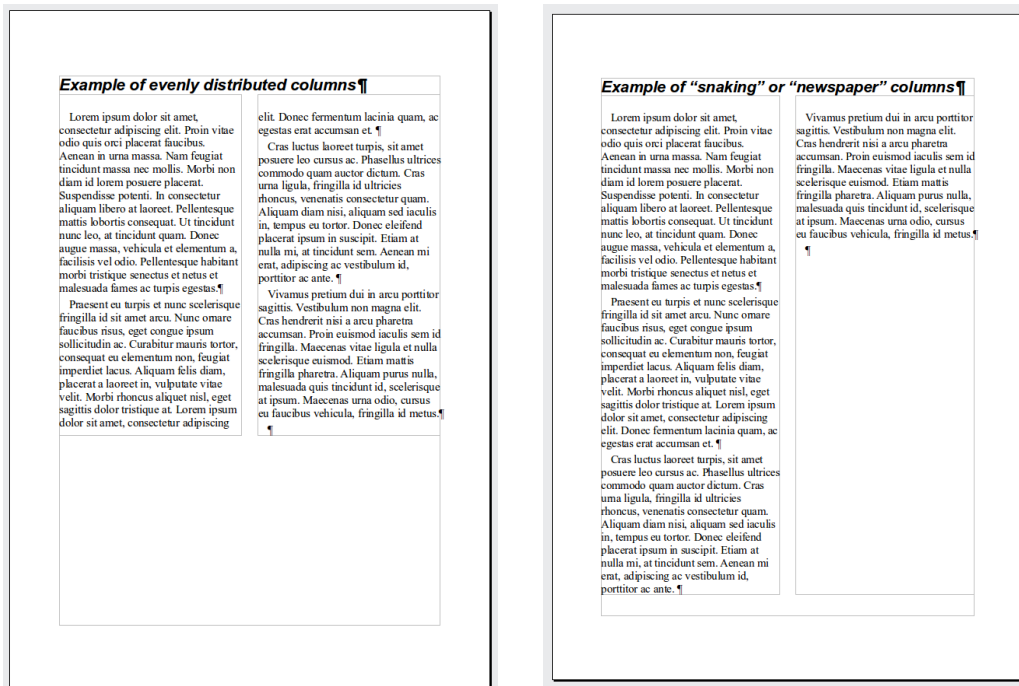 Example of evenly distributed columns¶
Lorem ipsum dolor sit amet,
consectetur adipiscing elit. Proin vitae
odio quis orci placerat faucibus.
Aenean in urna massa. Nam feugiat
tincidunt massa nec mollis. Morbi non
diam id lorem posuere placerat.
Suspendisse potenti. In consectetur
aliquam libero at laoreet. Pellentesque
mattis lobortis consequat. Ut tincidunt
nunc leo, at tincidunt quam. Donec
augue massa, vehicula et elementum a,
facilisis vel odio. Pellentesque habitant
morbi tristique senectus et netus et
malesuada fames ac turpis egestas.¶
Praesent eu turpis et nunc scelerisque
fringilla id sit amet arcu. Nunc ornare
faucibus risus, eget congue ipsum
sollicitudin ac. Curabitur mauris tortor,
consequat eu elementum non, feugiat
imperdiet lacus. Aliquam felis diam,
placerat a laoreet in, vulputate vitae
velit. Morbi rhoncus aliquet nisl, eget
sagittis dolor tristique at. Lorem ipsum
dolor sit amet, consectetur adipiscing
elit. Donec fermentum lacinia quam, ac
egestas erat accumsan et. ¶
Cras luctus laoreet turpis, sit amet
posuere leo cursus ac. Phasellus ultrices
commodo quam auctor dictum. Cras
urna ligula, fringilla id ultricies
rhoncus, venenatis consectetur quam.
Aliquam diam nisi, aliquam sed iaculis
in, tempus eu tortor. Donec eleifend
placerat ipsum in suscipit. Etiam at
nulla mi, at tincidunt sem. Aenean mi
erat, adipiscing ac vestibulum id,
porttitor ac ante. ¶
Vivamus pretium dui in arcu porttitor
sagittis. Vestibulum non magna elit.
Cras hendrerit nisi a arcu pharetra
accumsan. Proin euismod iaculis sem id
fringilla. Maecenas vitae ligula et nulla
scelerisque euismod. Etiam mattis
fringilla pharetra. Aliquam purus nulla,
malesuada quis tincidunt id, scelerisque
at ipsum. Maecenas urna odio, cursus
eu faucibus vehicula, fringilla id metus.¶
¶
Example of “snaking” or “newspaper” columns¶
Lorem ipsum dolor sit amet,
consectetur adipiscing elit. Proin vitae
odio quis orci placerat faucibus.
Aenean in urna massa. Nam feugiat
tincidunt massa nec mollis. Morbi non
diam id lorem posuere placerat.
Suspendisse potenti. In consectetur
aliquam libero at laoreet. Pellentesque
mattis lobortis consequat. Ut tincidunt
nunc leo, at tincidunt quam. Donec
augue massa, vehicula et elementum a,
facilisis vel odio. Pellentesque habitant
morbi tristique senectus et netus et
malesuada fames ac turpis egestas.¶
Praesent eu turpis et nunc scelerisque
fringilla id sit amet arcu. Nunc ornare
faucibus risus, eget congue ipsum
sollicitudin ac. Curabitur mauris tortor,
consequat eu elementum non, feugiat
imperdiet lacus. Aliquam felis diam,
placerat a laoreet in, vulputate vitae
velit. Morbi rhoncus aliquet nisl, eget
sagittis dolor tristique at. Lorem ipsum
dolor sit amet, consectetur adipiscing
elit. Donec fermentum lacinia quam, ac
egestas erat accumsan et. ¶
Cras luctus laoreet turpis, sit amet
posuere leo cursus ac. Phasellus ultrices
commodo quam auctor dictum. Cras
urna ligula, fringilla id ultricies
rhoncus, venenatis consectetur quam.
Aliquam diam nisi, aliquam sed iaculis
in, tempus eu tortor. Donec eleifend
placerat ipsum in suscipit. Etiam at
nulla mi, at tincidunt sem. Aenean mi
erat, adipiscing ac vestibulum id,
porttitor ac ante. ¶
Vivamus pretium dui in arcu porttitor
sagittis. Vestibulum non magna elit.
Cras hendrerit nisi a arcu pharetra
accumsan. Proin euismod iaculis sem id
fringilla. Maecenas vitae ligula et nulla
scelerisque euismod. Etiam mattis
fringilla pharetra. Aliquam purus nulla,
malesuada quis tincidunt id, scelerisque
at ipsum. Maecenas urna odio, cursus
eu faucibus vehicula, fringilla id metus.¶
¶